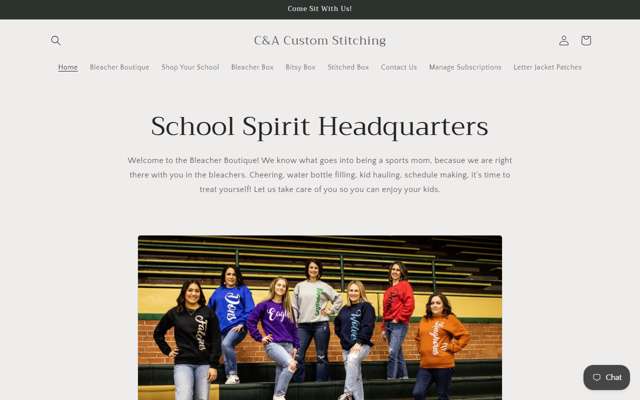 Come Sit With Us!
C&A Custom Stitching
Home Bleacher Boutique Shop Your School Bleacher Box Bitsy Box Stitched Box Contact Us Manage Subscriptions Letter Jacket Patches
School Spirit Headquarters
Welcome to the Bleacher Boutique! We know what goes into being a sports mom, becasue we are right
there with you in the bleachers. Cheering, water bottle filling, kid hauling, schedule making, it's time to
treat yourself! Let us take care of you so you can enjoy your kids.
Falcons
Dons
Eagles
Wolves
Chat